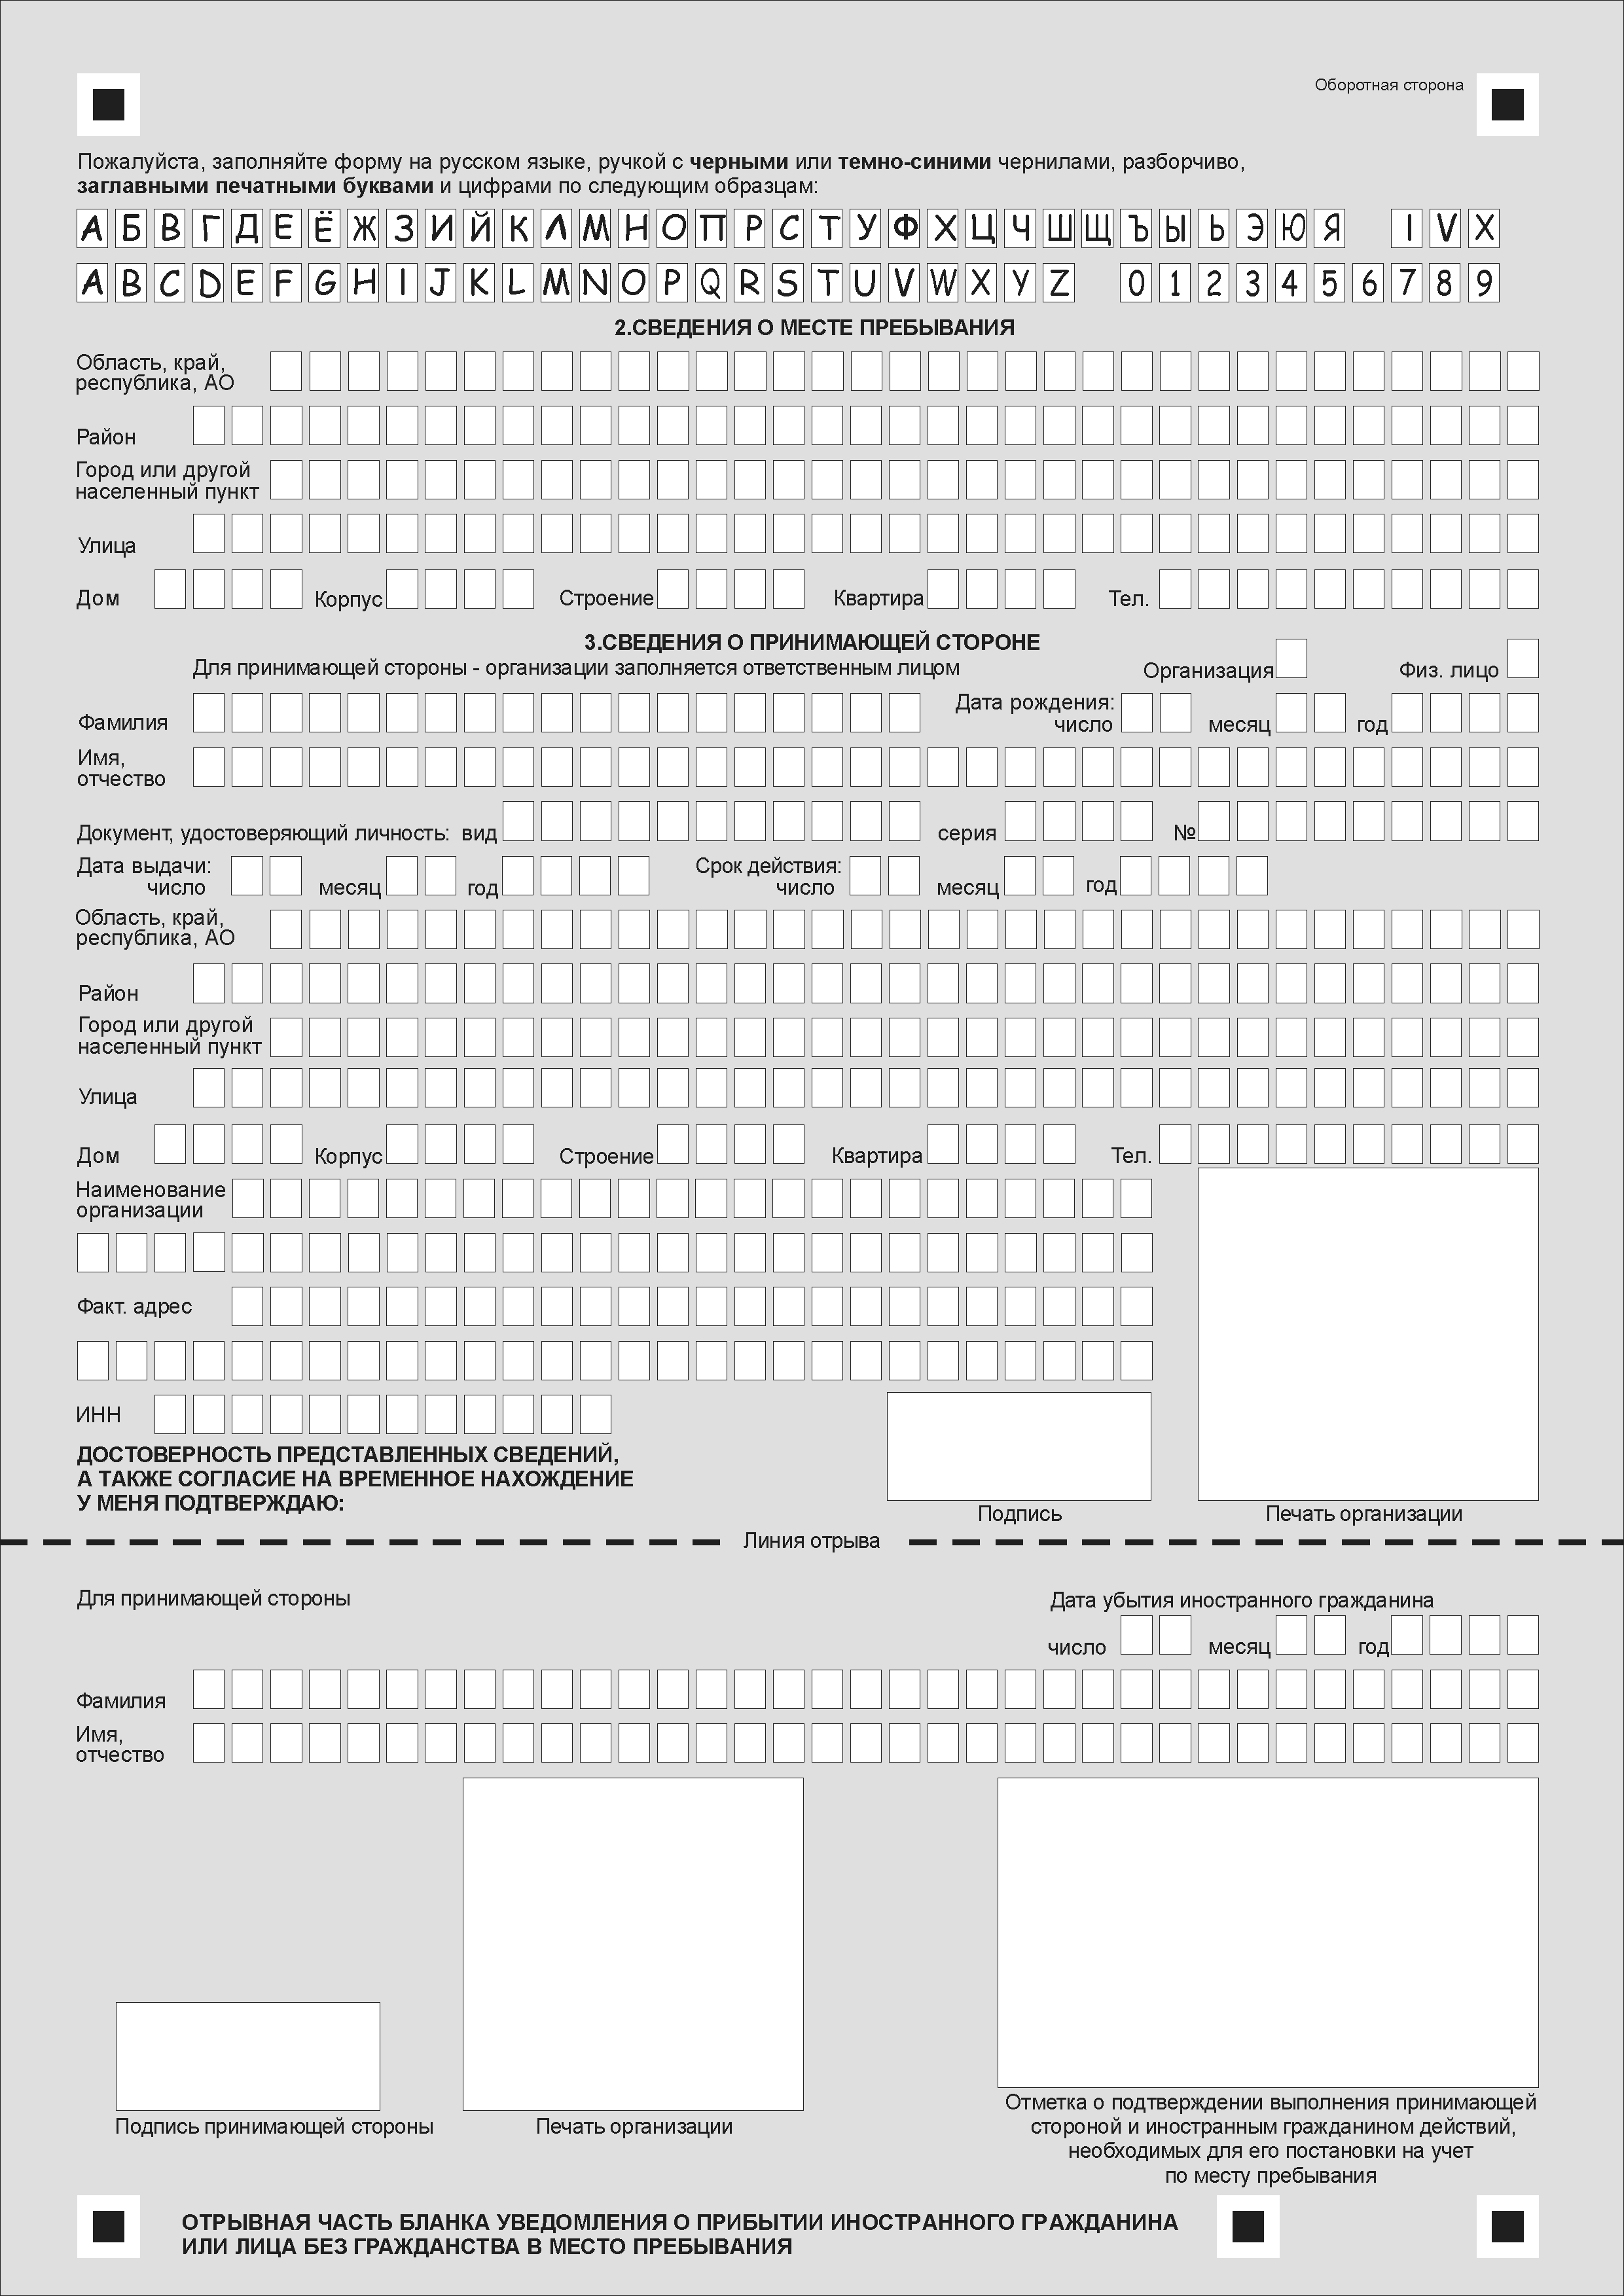 Оборотная сторона
Пожалуйста, заполняйте форму на русском языке, ручкой с черными или темно-синими чернилами, разборчиво,
заглавными печатными буквами и цифрами по следующим образцам:
А Б В Г Д Е Ё Ж З И Й К Л М Н О П Р С Т У Ф Х Ц Ч Ш Щ Ъ Ы Ь Э Ю Я I V X
A B C D E F G H I J K L M N O P Q R S T U V W X Y Z 0 1 2 3 4 5 6 7 8 9
2.СВЕДЕНИЯ О МЕСТЕ ПРЕБЫВАНИЯ
Область, край,
республика, АО
Район
Город или другой
населенный пункт
Улица
Дом Корпус Строение Квартира Тел.
3.СВЕДЕНИЯ О ПРИНИМАЮЩЕЙ СТОРОНЕ
Для принимающей стороны - организации заполняется ответственным лицом Организация Физ. лицо
Фамилия Дата рождения:
число месяц год
Имя,
отчество
Документ, удостоверяющий личность: вид серия №
Дата выдачи: Срок действия:
число месяц год число месяц год
Область, край,
республика, АО
Район
Город или другой
населенный пункт
Улица
Дом Корпус Строение Квартира Тел.
Наименование
организации
Факт. адрес
ИНН
ДОСТОВЕРНОСТЬ ПРЕДСТАВЛЕННЫХ СВЕДЕНИЙ,
А ТАКЖЕ СОГЛАСИЕ НА ВРЕМЕННОЕ НАХОЖДЕНИЕ
У МЕНЯ ПОДТВЕРЖДАЮ:
Подпись Печать организации
Линия отрыва
Для принимающей стороны Дата убытия иностранного гражданина
число месяц год
Фамилия
Имя,
отчество
Подпись принимающей стороны Печать организации
Отметка о подтверждении выполнения принимающей
стороной и иностранным гражданином действий,
необходимых для его постановки на учет
по месту пребывания
ОТРЫВНАЯ ЧАСТЬ БЛАНКА УВЕДОМЛЕНИЯ О ПРИБЫТИИ ИНОСТРАННОГО ГРАЖДАНИНА
ИЛИ ЛИЦА БЕЗ ГРАЖДАНСТВА В МЕСТО ПРЕБЫВАНИЯ